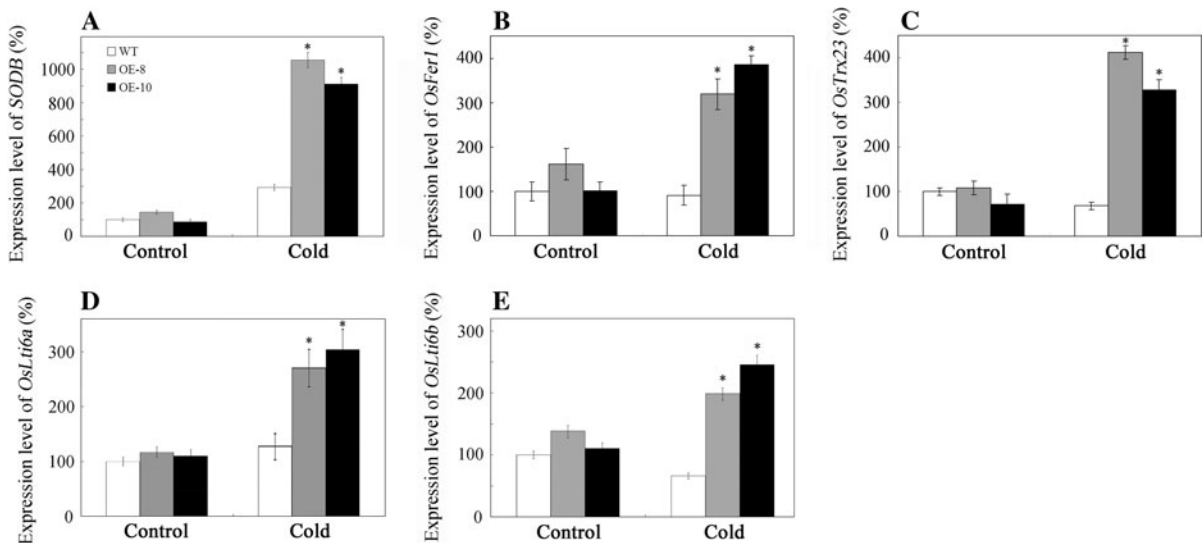 A
Expression level of SODB (%)
1000
800
600
400
200
0
WT
OE-8
OE-10
*
*
Control
Cold
B
Expression level of OsFer1 (%)
400
300
200
100
0
*
*
Control
Cold
C
Expression level of OsTrx23 (%)
400
300
200
100
0
*
*
Control
Cold
D
Expression level of OsLti6a (%)
300
200
100
0
*
*
Control
Cold
E
Expression level of OsLti6b (%)
300
200
100
0
*
*
Control
Cold